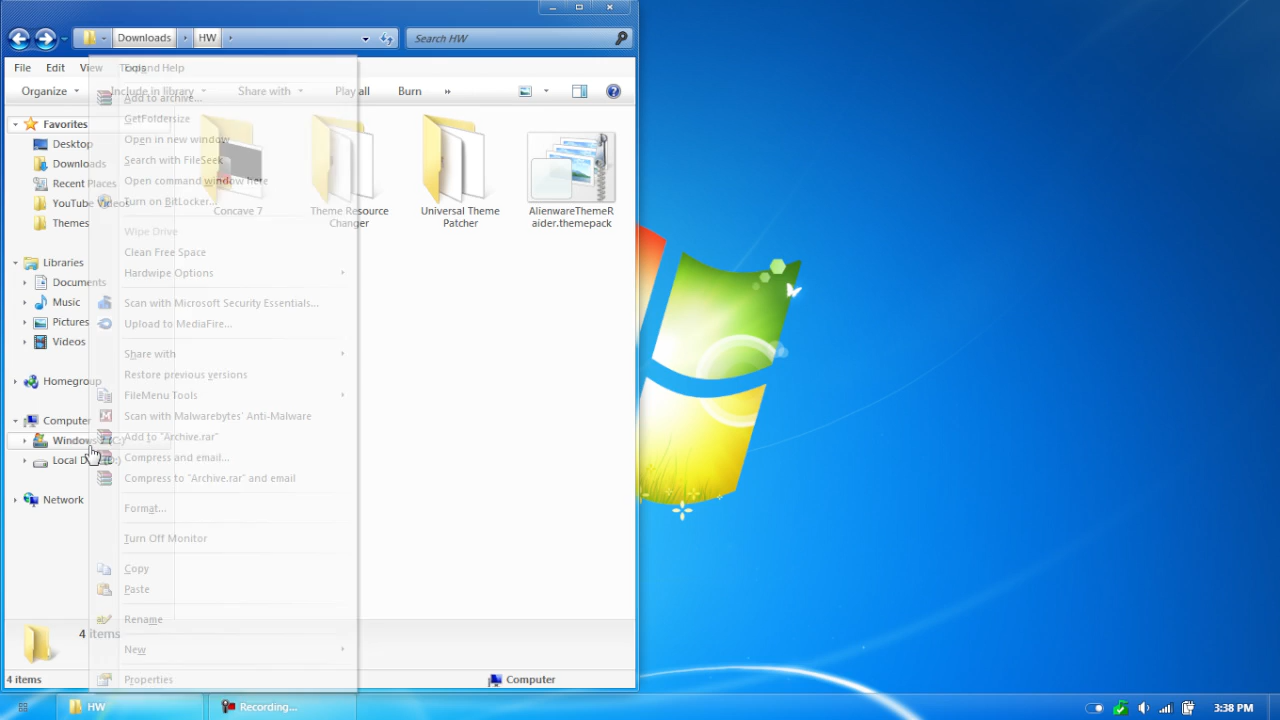 Downloads HW
Search HW
File Edit View Tools Help
Expand
Organize Include in library Share with Play all Burn »
Favorites
Desktop
Downloads
Recent Places
YouTube Videos
Themes
Libraries
Documents
Music
Pictures
Videos
Homegroup
Computer
Windows 7 (C:)
Local Disk (D:)
Network
Add to archive...
GetFoldersize
Open in new window
Search with FileSeek
Open command window here
Turn on BitLocker...
Wipe Drive
Clean Free Space
Hardwipe Options
Scan with Microsoft Security Essentials...
Upload to MediaFire...
Share with
Restore previous versions
FileMenu Tools
Scan with Malwarebytes' Anti-Malware
Add to "Archive.rar"
Compress and email...
Compress to "Archive.rar" and email
Format...
Turn Off Monitor
Copy
Paste
Rename
New
Properties
Concave 7
Theme Resource
Changer
Universal Theme
Patcher
AlienwareThemeR
aider.themepack
4 items
4 items
Computer
HW
Recording...
3:38 PM